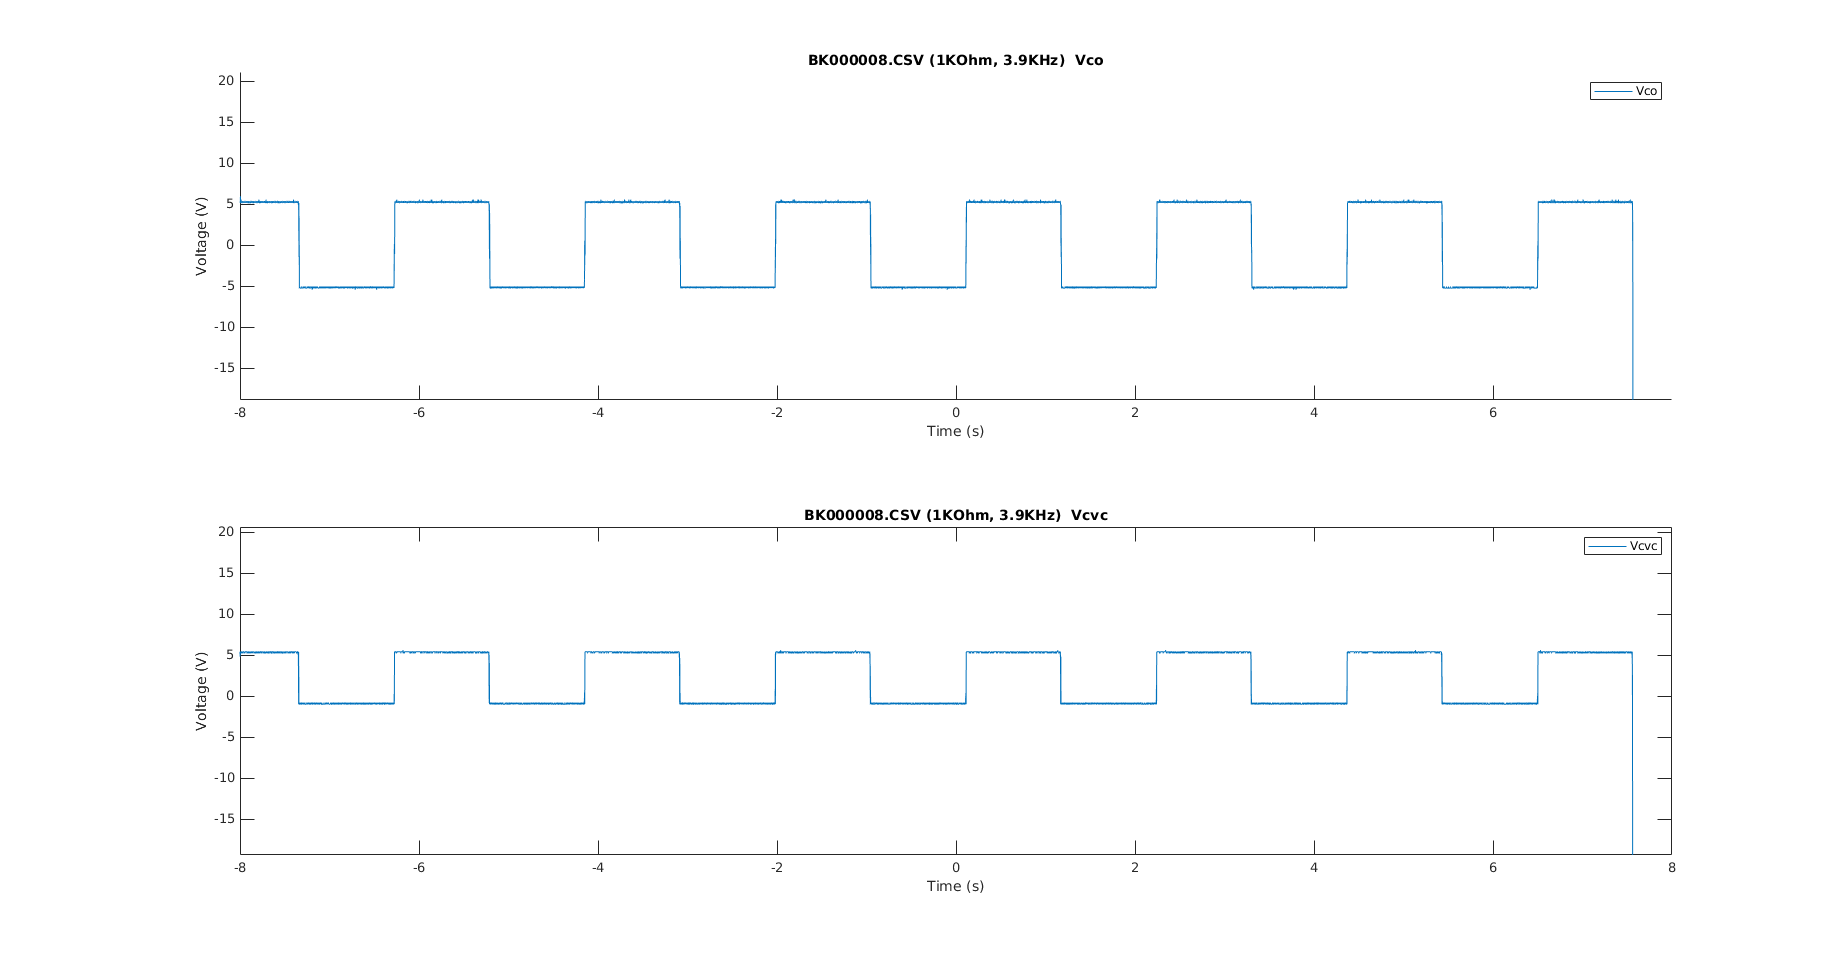 BK000008.CSV (1KOhm, 3.9KHz)  Vco
Vco
20
15
10
5
0
-5
-10
-15
Voltage (V)
-8 -6 -4 -2 0 2 4 6
Time (s)
BK000008.CSV (1KOhm, 3.9KHz)  Vcvc
Vcvc
20
15
10
5
0
-5
-10
-15
Voltage (V)
-8 -6 -4 -2 0 2 4 6 8
Time (s)